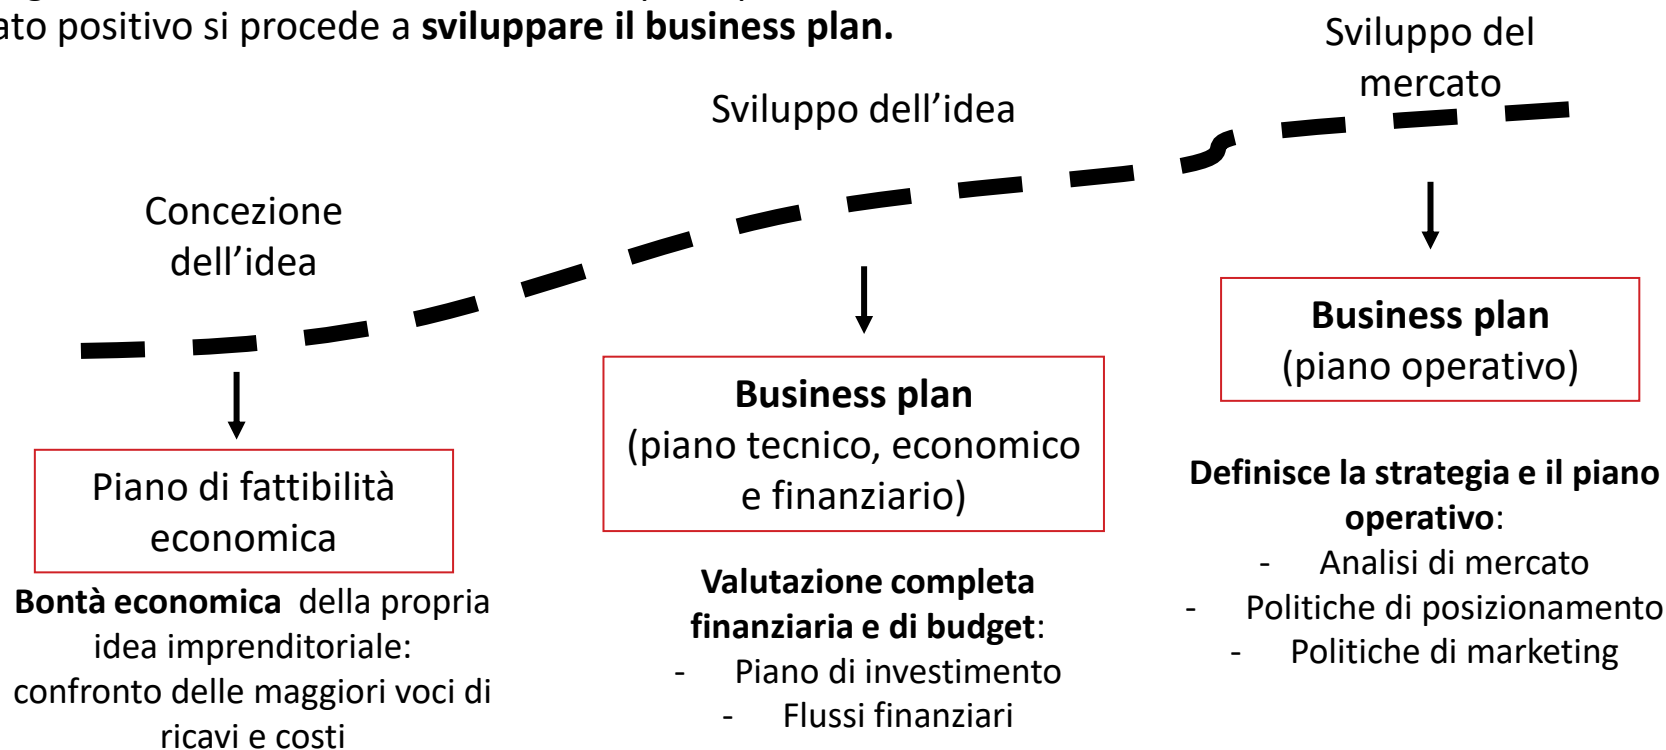 ato positivo si procede a sviluppare il business plan.
Sviluppo del
mercato
Sviluppo dell’idea
Concezione
dell’idea
Piano di fattibilità
economica
Bontà economica della propria
idea imprenditoriale:
confronto delle maggiori voci di
ricavi e costi
Business plan
(piano tecnico, economico
e finanziario)
Valutazione completa
finanziaria e di budget:
- Piano di investimento
- Flussi finanziari
Business plan
(piano operativo)
Definisce la strategia e il piano
operativo:
- Analisi di mercato
- Politiche di posizionamento
- Politiche di marketing